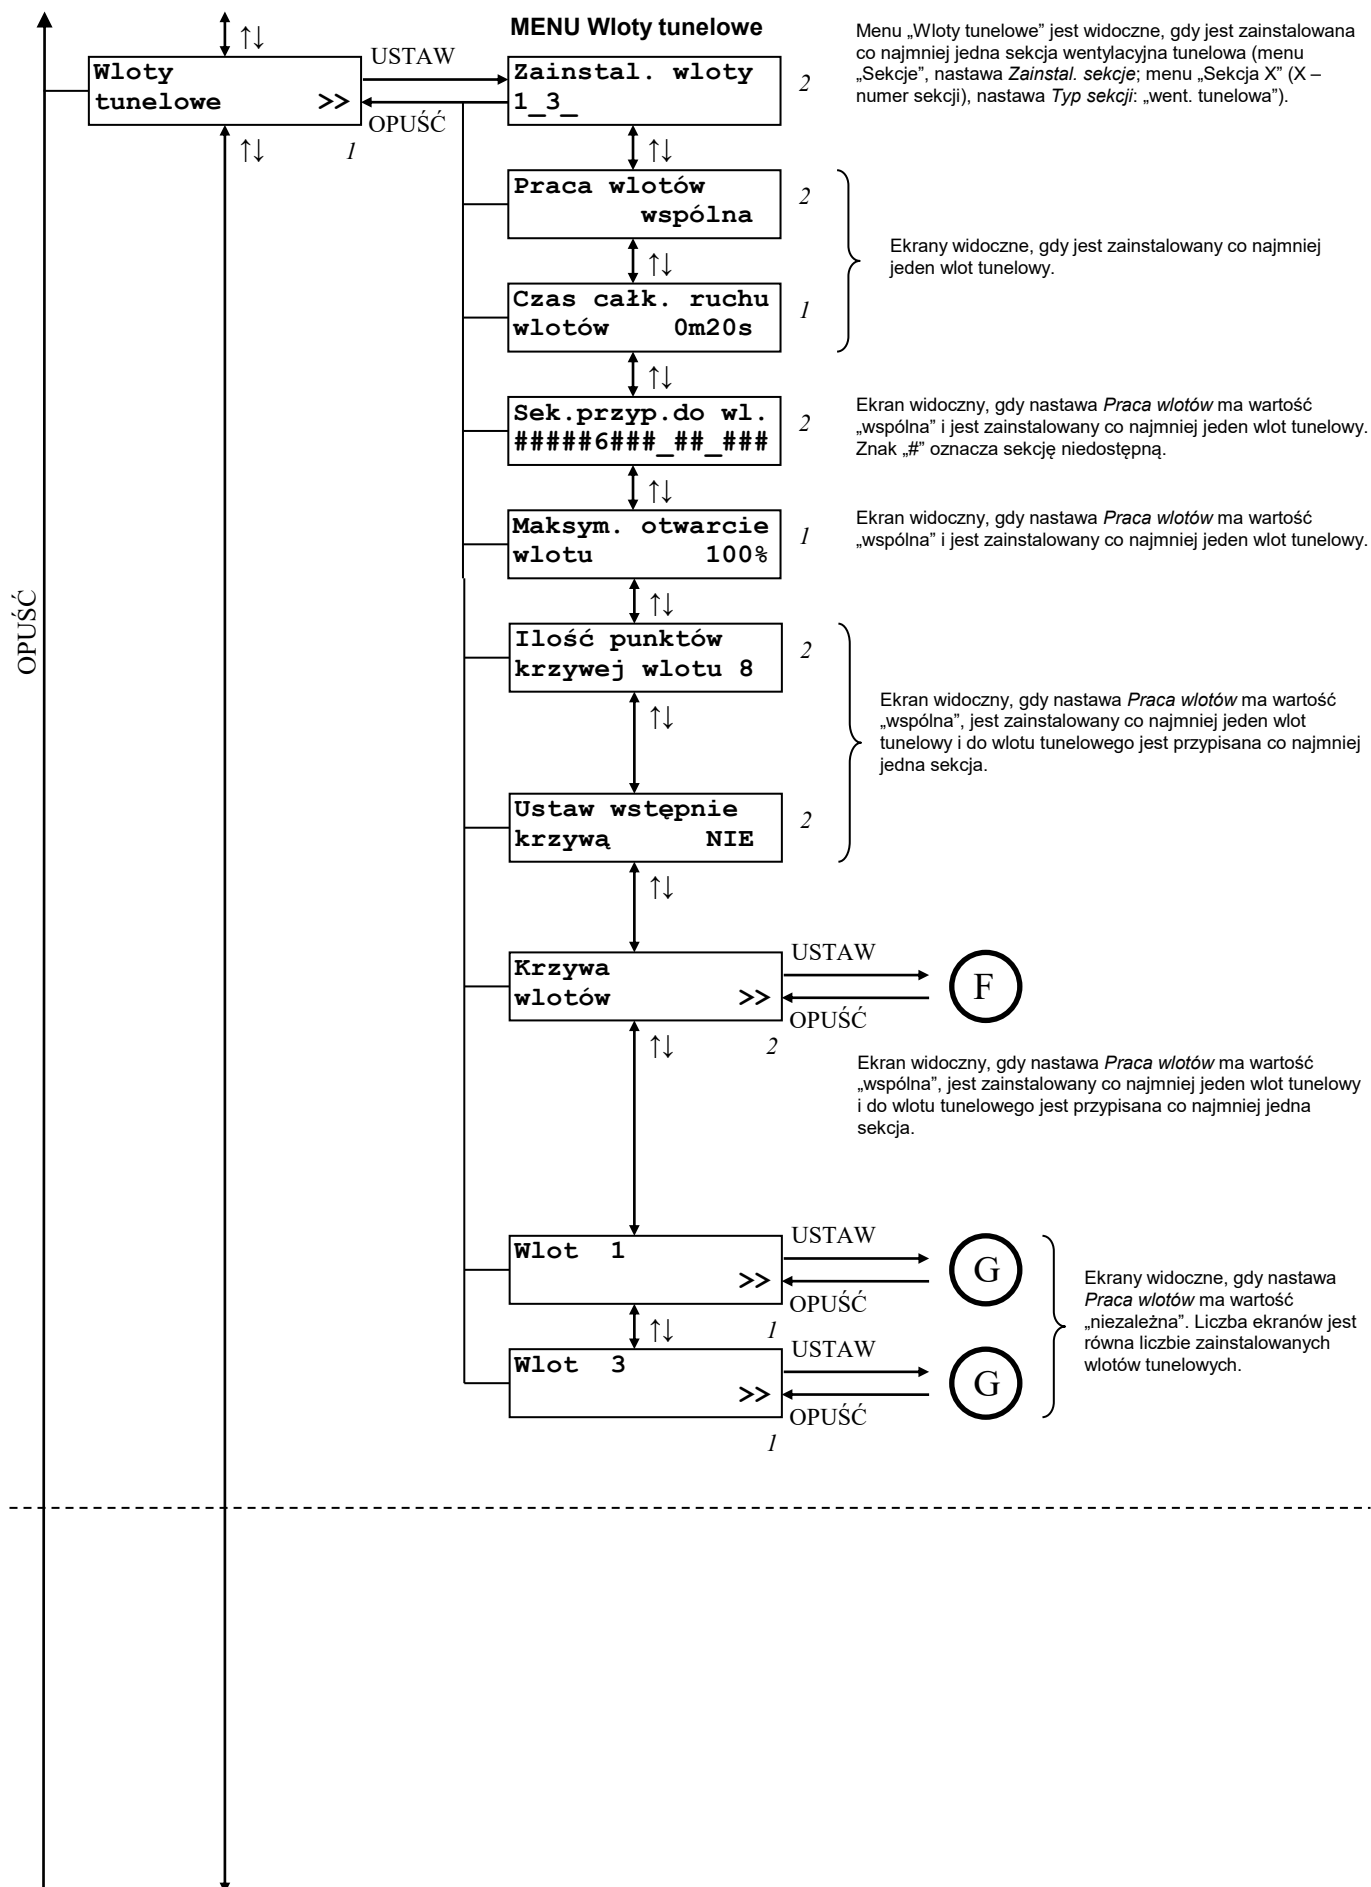 MENU Wloty tunelowe
↑↓
Wloty
tunelowe >>
1
↑↓
USTAW
OPUŚĆ
Zainstal. wloty
1_3_
2
Menu „Wloty tunelowe” jest widoczne, gdy jest zainstalowana
co najmniej jedna sekcja wentylacyjna tunelowa (menu
„Sekcje”, nastawa Zainstal. sekcje; menu „Sekcja X” (X –
numer sekcji), nastawa Typ sekcji: „went. tunelowa”).
↑↓
Praca wlotów
wspólna
2
↑↓
Ekrany widoczne, gdy jest zainstalowany co najmniej
jeden wlot tunelowy.
Czas całk. ruchu
wlotów 0m20s
1
↑↓
Sek.przyp.do wl.
#####6###_##_###
2
Ekran widoczny, gdy nastawa Praca wlotów ma wartość
„wspólna” i jest zainstalowany co najmniej jeden wlot tunelowy.
Znak „#” oznacza sekcję niedostępną.
↑↓
Maksym. otwarcie
wlotu 100%
1
Ekran widoczny, gdy nastawa Praca wlotów ma wartość
„wspólna” i jest zainstalowany co najmniej jeden wlot tunelowy.
↑↓
OPUŚĆ
Ilość punktów
krzywej wlotu 8
2
↑↓
Ekran widoczny, gdy nastawa Praca wlotów ma wartość
„wspólna”, jest zainstalowany co najmniej jeden wlot
tunelowy i do wlotu tunelowego jest przypisana co najmniej
jedna sekcja.
Ustaw wstępnie
krzywą NIE
2
↑↓
Krzywa
wlotów >>
2
USTAW
OPUŚĆ
F
↑↓
Ekran widoczny, gdy nastawa Praca wlotów ma wartość
„wspólna”, jest zainstalowany co najmniej jeden wlot tunelowy
i do wlotu tunelowego jest przypisana co najmniej jedna
sekcja.
Wlot 1
>>
1
USTAW
OPUŚĆ
G
↑↓
Ekrany widoczne, gdy nastawa
Praca wlotów ma wartość
„niezależna”. Liczba ekranów jest
równa liczbie zainstalowanych
wlotów tunelowych.
Wlot 3
>>
1
USTAW
OPUŚĆ
G